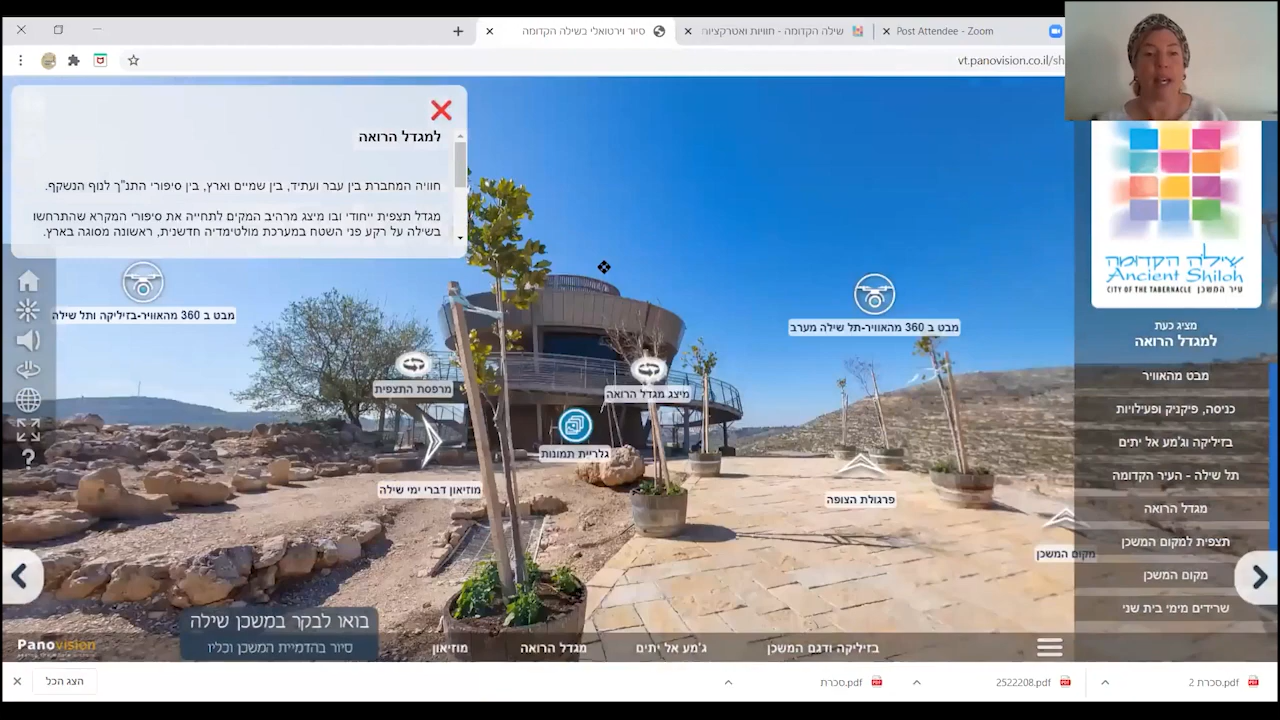 סיור וירטואלי בשילה הקדומה
שילה הקדומה - חוויות ואטרקציות
Post Attendee - Zoom
vt.panovision.co.il/sh
למגדל הרואה
חוויה המחברת בין עבר ועתיד, בין שמיים וארץ, בין סיפורי התנ"ך לנוף הנשקף.
מגדל תצפית ייחודי ובו מיצג מרהיב המקים לתחייה את סיפורי המקרא שהתרחשו
בשילה על רקע פני השטח במערכת מולטימדיה חדשנית, ראשונה מסוגה בארץ.
שילה הקדומה
Ancient Shiloh
CITY OF THE TABERNACLE עיר המשכן
מבט ב 360 מהאוויר-בזיליקה ותל שילה
מבט ב 360 מהאוויר-תל שילה מערב
מרפסת התצפית
מיצג מגדל הרואה
גלריית תמונות
מוזיאון דברי ימי שילה
פרגולת הצופה
מקום המשכן
מציג כעת
למגדל הרואה
מבט מהאוויר
כניסה, פיקניק ופעילויות
בזיליקה וג'מע אל יתים
תל שילה - העיר הקדומה
מגדל הרואה
תצפית למקום המשכן
מקום המשכן
שרידים מימי בית שני
?
בואו לבקר במשכן שילה
סיור בהדמיית המשכן וכליו
Panovision
מוזיאון
מגדל הרואה
ג'מע אל יתים
בזיליקה ודגם המשכן
הצג הכל
סכרת.pdf
2522208.pdf
סכרת 2.pdf